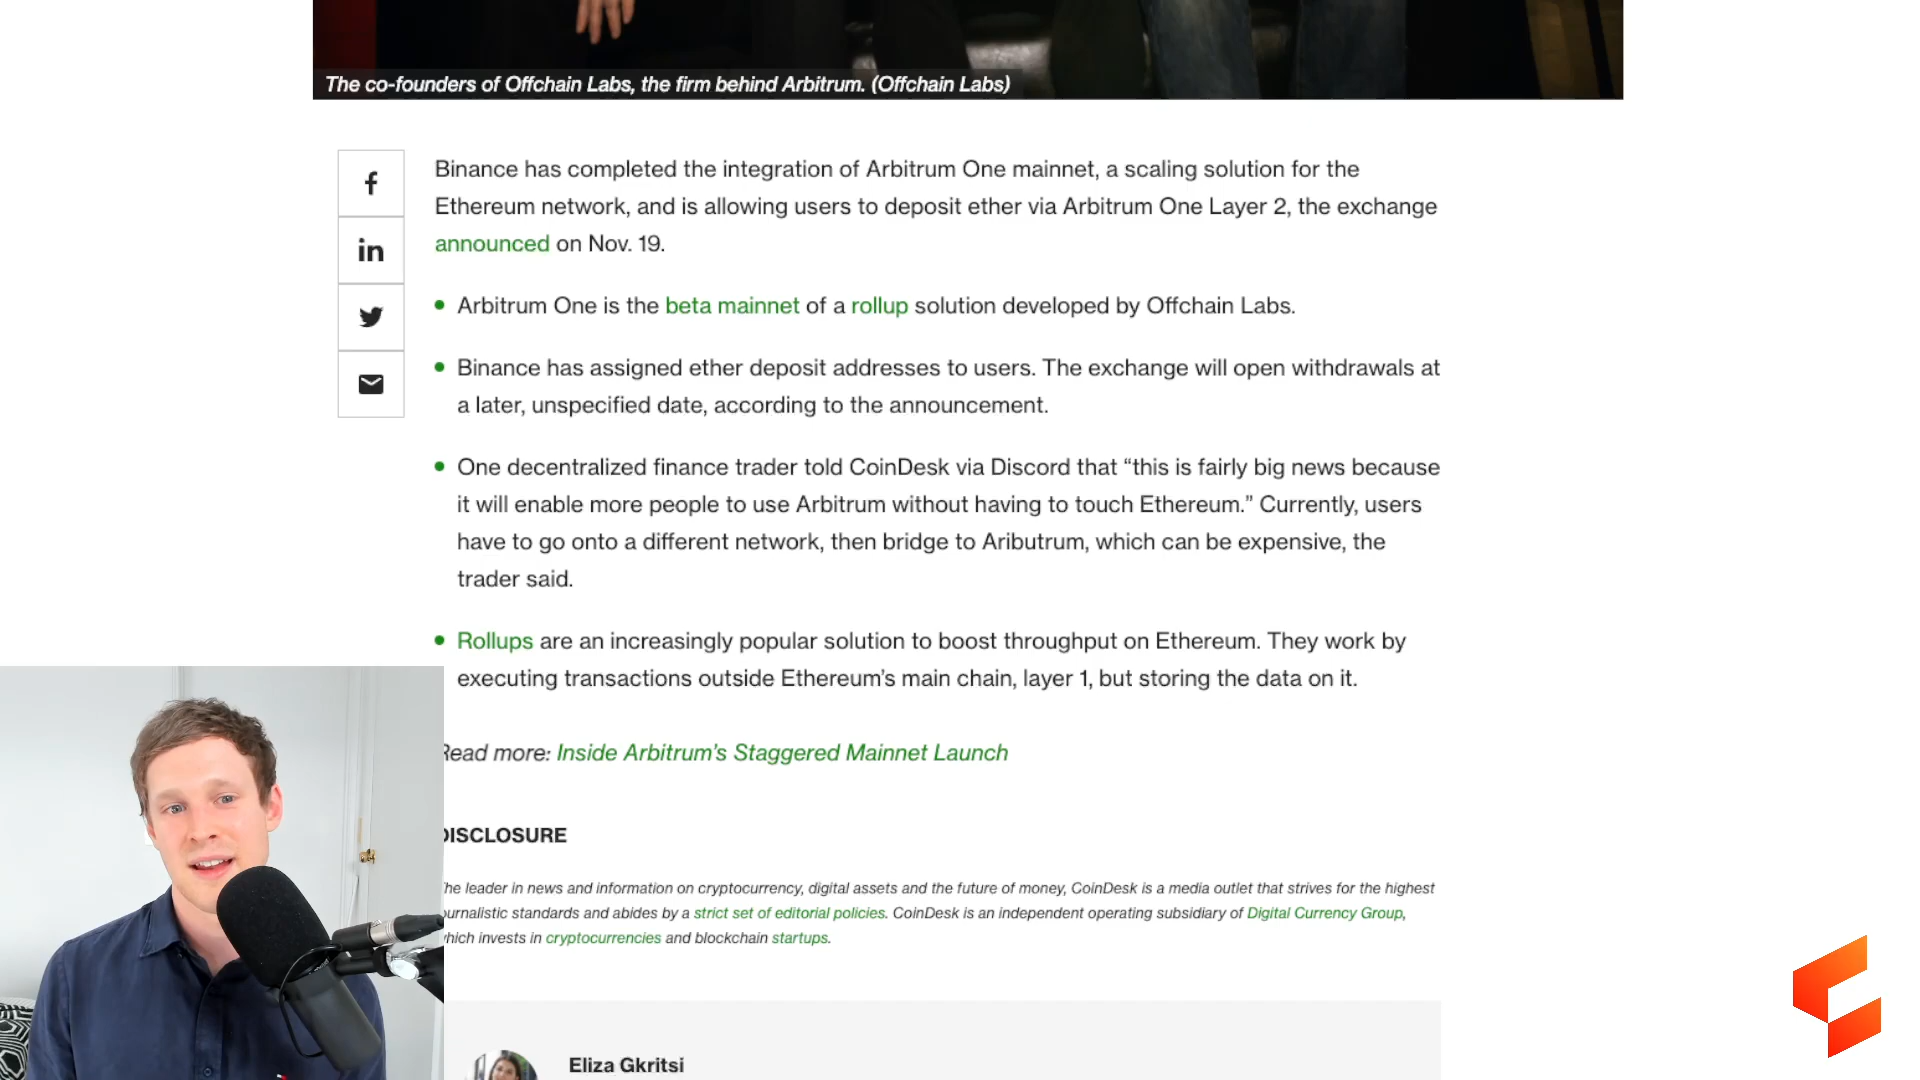 The co-founders of Offchain Labs, the firm behind Arbitrum. (Offchain Labs)
Binance has completed the integration of Arbitrum One mainnet, a scaling solution for the
Ethereum network, and is allowing users to deposit ether via Arbitrum One Layer 2, the exchange
announced on Nov. 19.
Arbitrum One is the beta mainnet of a rollup solution developed by Offchain Labs.
Binance has assigned ether deposit addresses to users. The exchange will open withdrawals at
a later, unspecified date, according to the announcement.
One decentralized finance trader told CoinDesk via Discord that “this is fairly big news because
it will enable more people to use Arbitrum without having to touch Ethereum.” Currently, users
have to go onto a different network, then bridge to Aributrum, which can be expensive, the
trader said.
Rollups are an increasingly popular solution to boost throughput on Ethereum. They work by
executing transactions outside Ethereum’s main chain, layer 1, but storing the data on it.
Read more: Inside Arbitrum’s Staggered Mainnet Launch
DISCLOSURE
The leader in news and information on cryptocurrency, digital assets and the future of money, CoinDesk is a media outlet that strives for the highest
journalistic standards and abides by a strict set of editorial policies. CoinDesk is an independent operating subsidiary of Digital Currency Group,
which invests in cryptocurrencies and blockchain startups.
Eliza Gkritsi